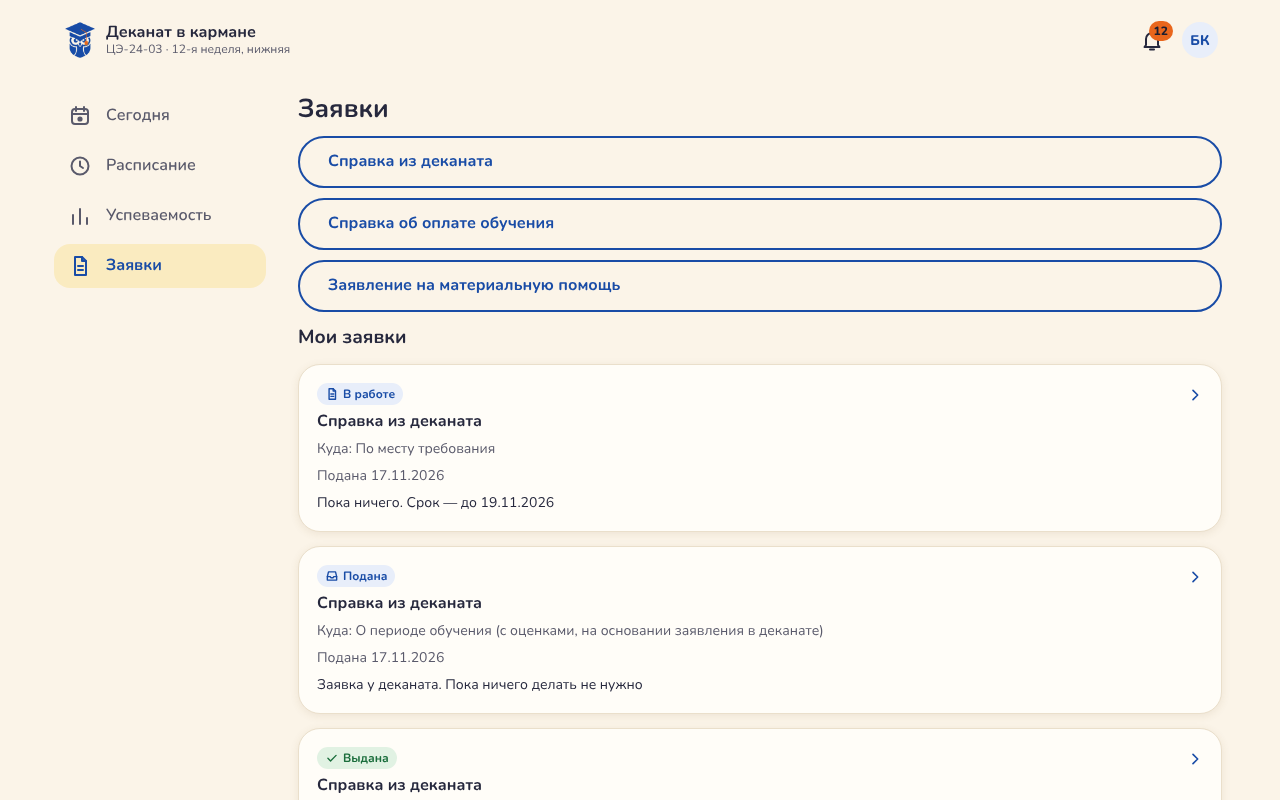 Деканат в кармане
ЦЭ-24-03 · 12-я неделя, нижняя
12
БК
Сегодня
Расписание
Успеваемость
Заявки
Заявки
Справка из деканата
Справка об оплате обучения
Заявление на материальную помощь
Мои заявки
В работе
Справка из деканата
Куда: По месту требования
Подана 17.11.2026
Пока ничего. Срок — до 19.11.2026
Подана
Справка из деканата
Куда: О периоде обучения (с оценками, на основании заявления в деканате)
Подана 17.11.2026
Заявка у деканата. Пока ничего делать не нужно
Выдана
Справка из деканата